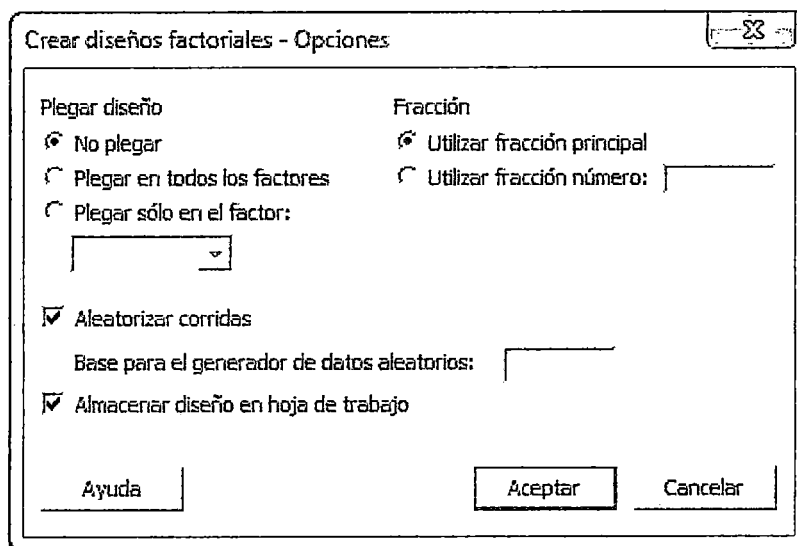 Crear diseños factoriales - Opciones
Plegar diseño
No plegar
Plegar en todos los factores
Plegar sólo en el factor:
Fracción
Utilizar fracción principal
Utilizar fracción número:
Aleatorizar corridas
Base para el generador de datos aleatorios:
Almacenar diseño en hoja de trabajo
Ayuda
Aceptar
Cancelar